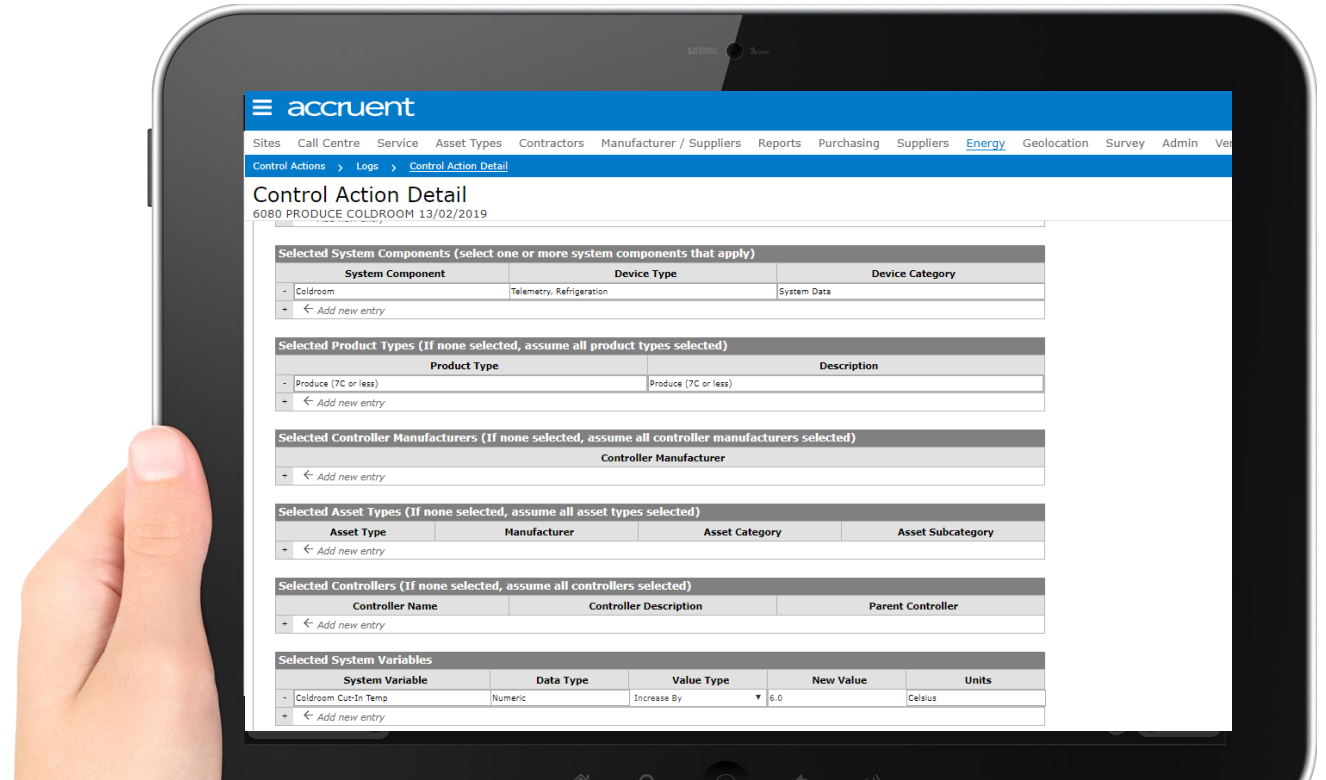 accruent
Sites Call Centre Service Asset Types Contractors Manufacturer / Suppliers Reports Purchasing Suppliers Energy Geolocation Survey Admin
Control Actions > Logs > Control Action Detail
Control Action Detail
6080 PRODUCE COLDROOM 13/02/2019
Selected System Components (select one or more system components that apply)
System Component Device Type Device Category
- Coldroom Telemetry, Refrigeration System Data
+ ← Add new entry
Selected Product Types (If none selected, assume all product types selected)
Product Type Description
- Produce (7C or less) Produce (7C or less)
+ ← Add new entry
Selected Controller Manufacturers (If none selected, assume all controller manufacturers selected)
Controller Manufacturer
+ ← Add new entry
Selected Asset Types (If none selected, assume all asset types selected)
Asset Type Manufacturer Asset Category Asset Subcategory
+ ← Add new entry
Selected Controllers (If none selected, assume all controllers selected)
Controller Name Controller Description Parent Controller
+ ← Add new entry
Selected System Variables
System Variable Data Type Value Type New Value Units
- Coldroom Cut-In Temp Numeric Increase By ▼ 6.0 Celsius
+ ← Add new entry